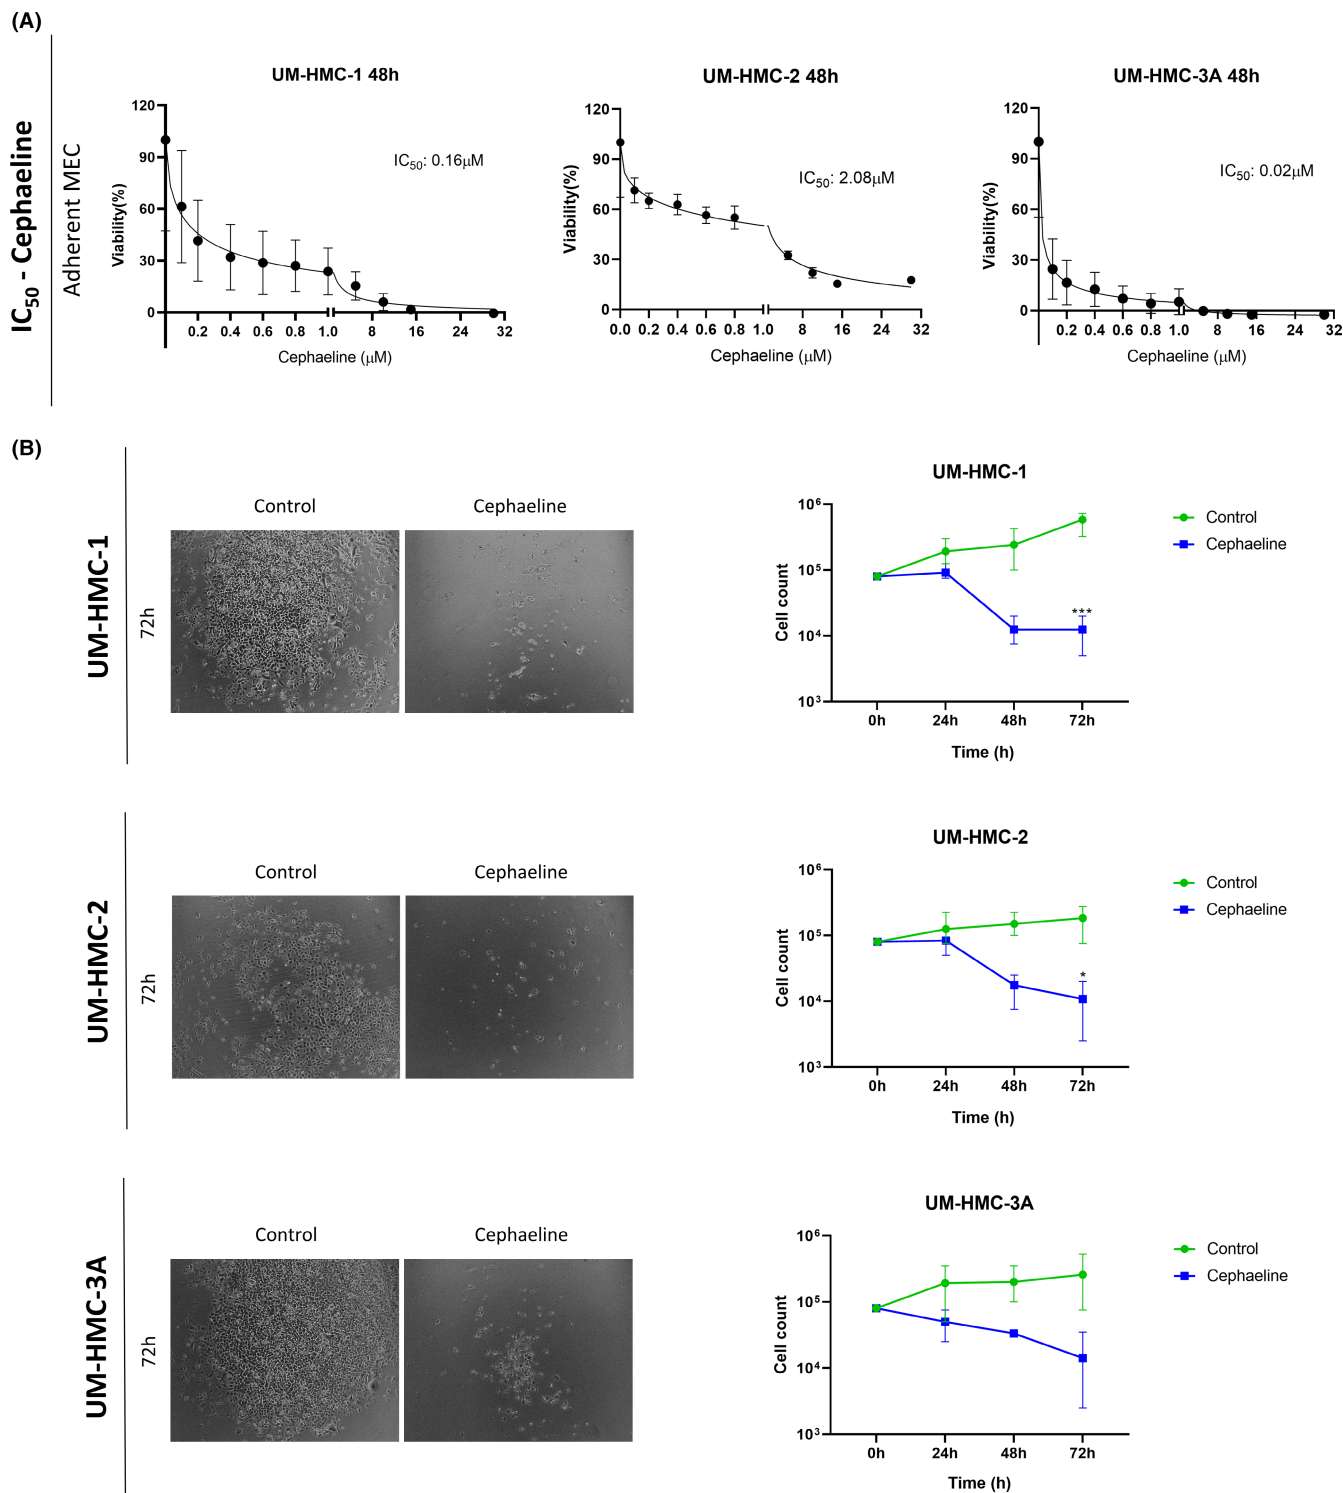 (A)
IC50 - Cephaeline
Adherent MEC
UM-HMC-1 48h
120
90
60
30
0
Viability(%)
IC50: 0.16μM
0.2 0.4 0.6 0.8 1.0 8 16 24 32
Cephaeline (μM)
UM-HMC-2 48h
120
90
60
30
0
Viability(%)
IC50: 2.08μM
0.0 0.2 0.4 0.6 0.8 1.0 8 16 24 32
Cephaeline (μM)
UM-HMC-3A 48h
120
90
60
30
0
Viability(%)
IC50: 0.02μM
0.2 0.4 0.6 0.8 1.0 8 16 24 32
Cephaeline (μM)
(B)
UM-HMC-1
72h
Control
Cephaeline
UM-HMC-1
10^6
10^5
10^4
10^3
Cell count
***
0h 24h 48h 72h
Time (h)
Control
Cephaeline
UM-HMC-2
72h
Control
Cephaeline
UM-HMC-2
10^6
10^5
10^4
10^3
Cell count
*
0h 24h 48h 72h
Time (h)
Control
Cephaeline
UM-HMC-3A
72h
Control
Cephaeline
UM-HMC-3A
10^6
10^5
10^4
10^3
Cell count
0h 24h 48h 72h
Time (h)
Control
Cephaeline